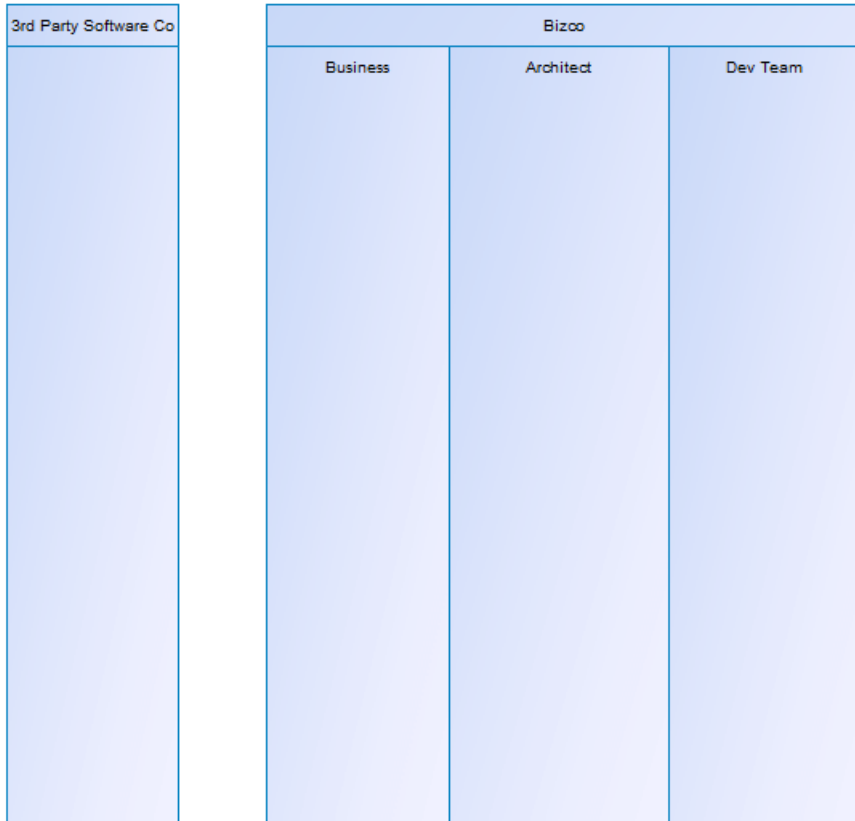 3rd Party Software Co
Bizco
Business
Architect
Dev Team